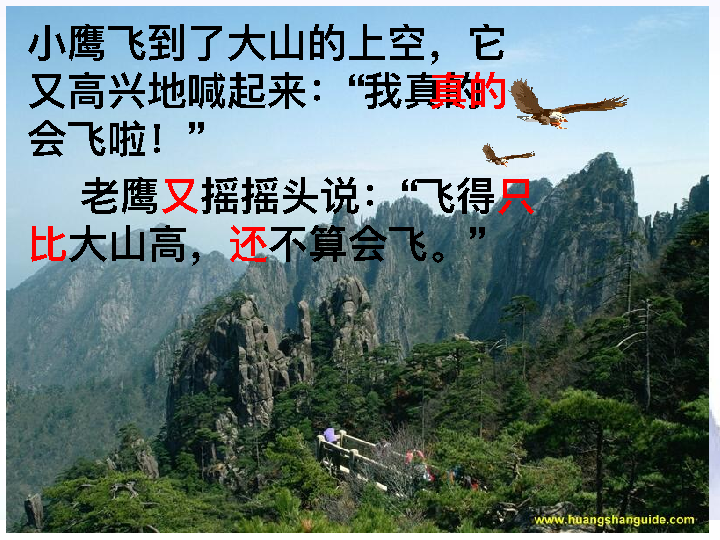 小鹰飞到了大山的上空，它
又高兴地喊起来：“我真的
会飞啦！”
老鹰又摇摇头说：“飞得只
比大山高，还不算会飞。”
www.huangshanguide.com